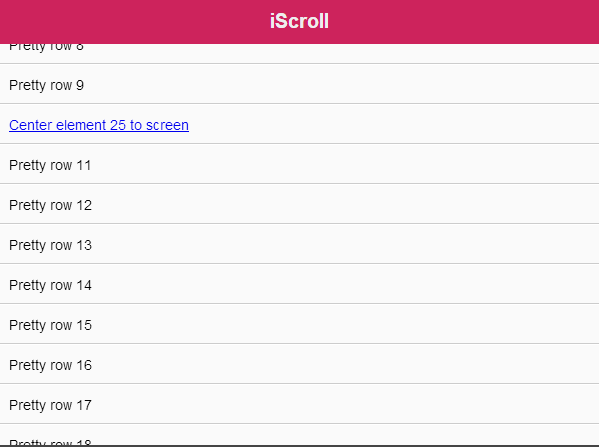 iScroll
Pretty row 8
Pretty row 9
Center element 25 to screen
Pretty row 11
Pretty row 12
Pretty row 13
Pretty row 14
Pretty row 15
Pretty row 16
Pretty row 17
Pretty row 18